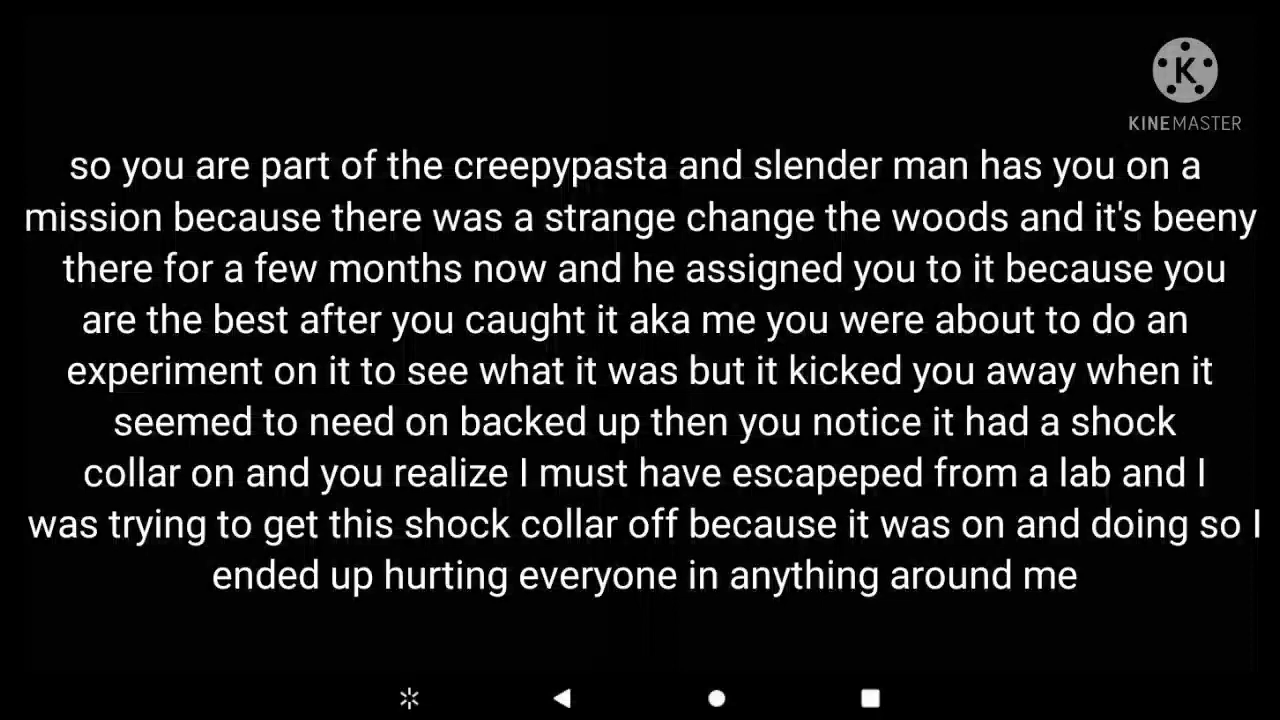 K
KINEMASTER
so you are part of the creepypasta and slender man has you on a
mission because there was a strange change the woods and it's beeny
there for a few months now and he assigned you to it because you
are the best after you caught it aka me you were about to do an
experiment on it to see what it was but it kicked you away when it
seemed to need on backed up then you notice it had a shock
collar on and you realize I must have escapeped from a lab and I
was trying to get this shock collar off because it was on and doing so I
ended up hurting everyone in anything around me